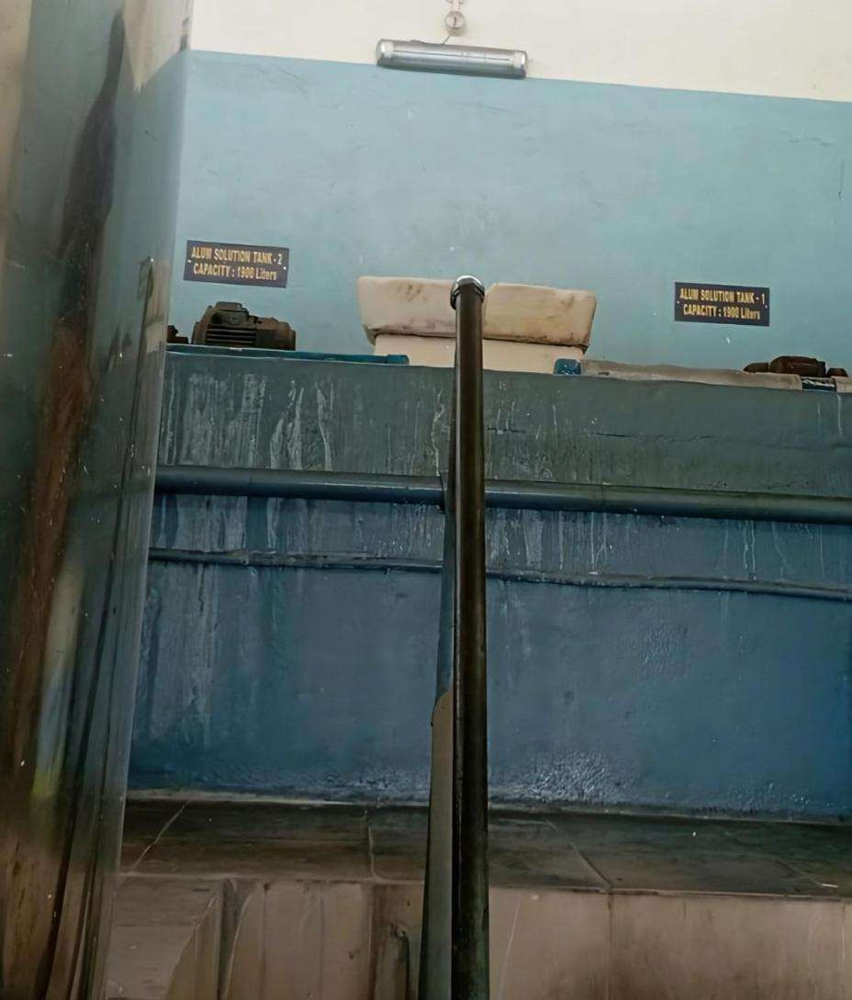 ALUM SOLUTION TANK - 2
CAPACITY : 1900 Liters
ALUM SOLUTION TANK - 1
CAPACITY : 1900 Liters